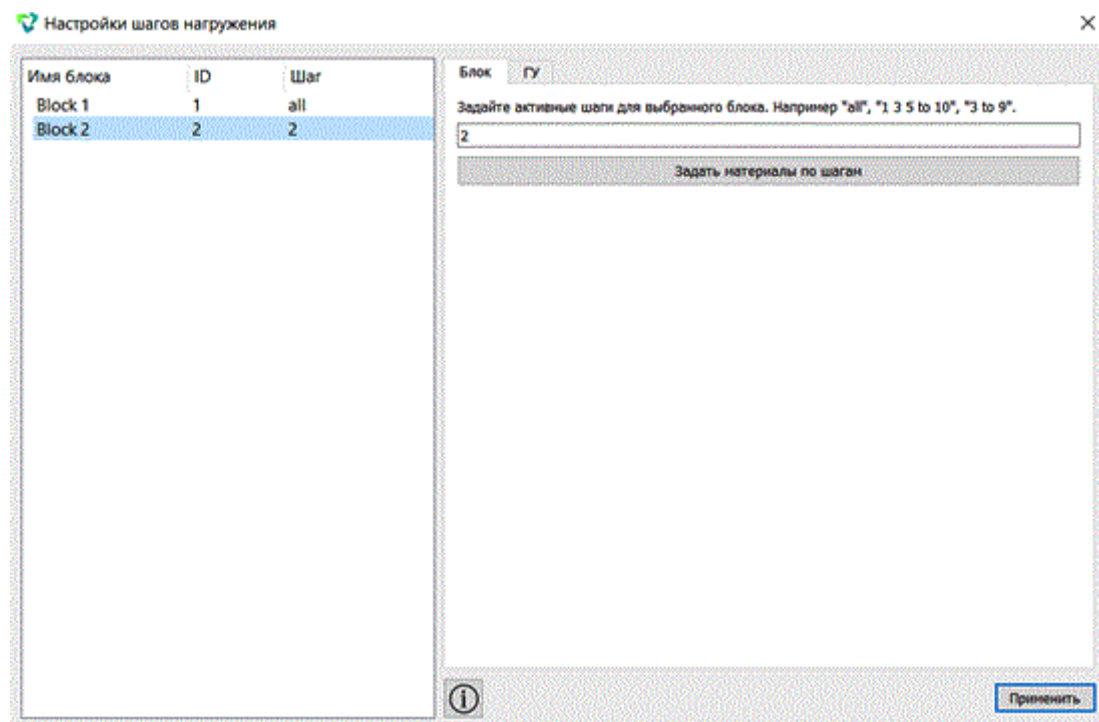 Настройки шагов нагружения
Имя блока ID Шаг
Block 1 1 all
Block 2 2 2
Блок ГУ
Задайте активные шаги для выбранного блока. Например "all", "1 3 5 to 10", "3 to 9".
2
Задать материалы по шагам
Применить